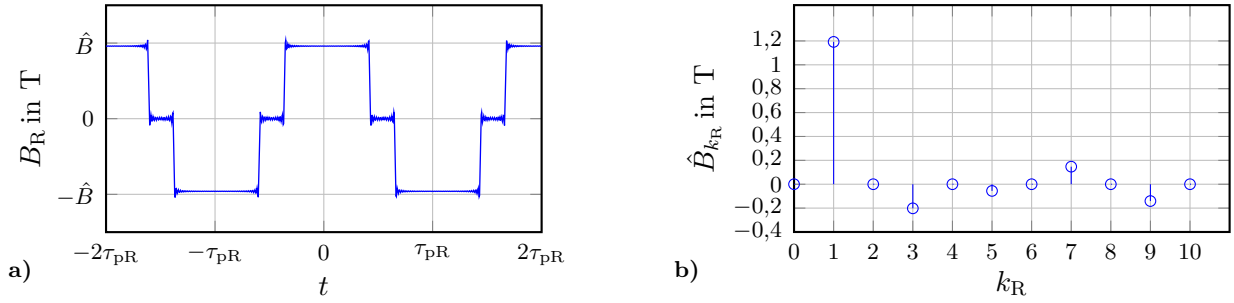 B̂
0
−B̂
B_R in T
−2τ_pR −τ_pR 0 τ_pR 2τ_pR
t
a)
1,2
1
0,8
0,6
0,4
0,2
0
−0,2
−0,4
B̂_{k_R} in T
0 1 2 3 4 5 6 7 8 9 10
k_R
b)